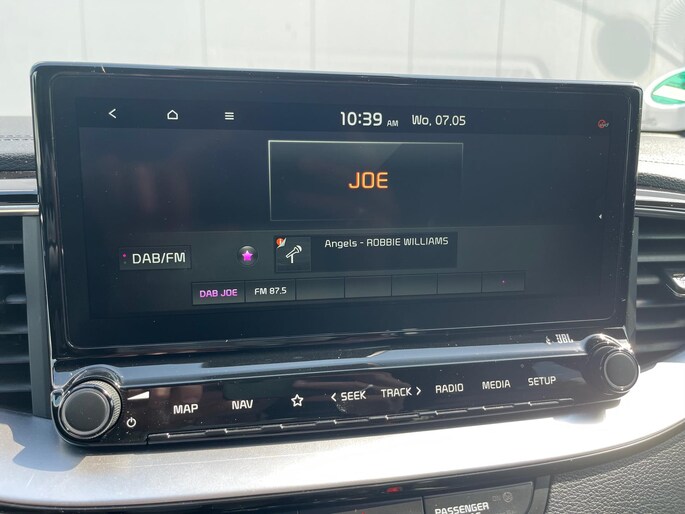 10:39 AM Wo, 07.05
JOE
Angels - ROBBIE WILLIAMS
DAB/FM
DAB JOE FM 87,5
JBL
MAP NAV SEEK TRACK RADIO MEDIA SETUP
PASSENGER